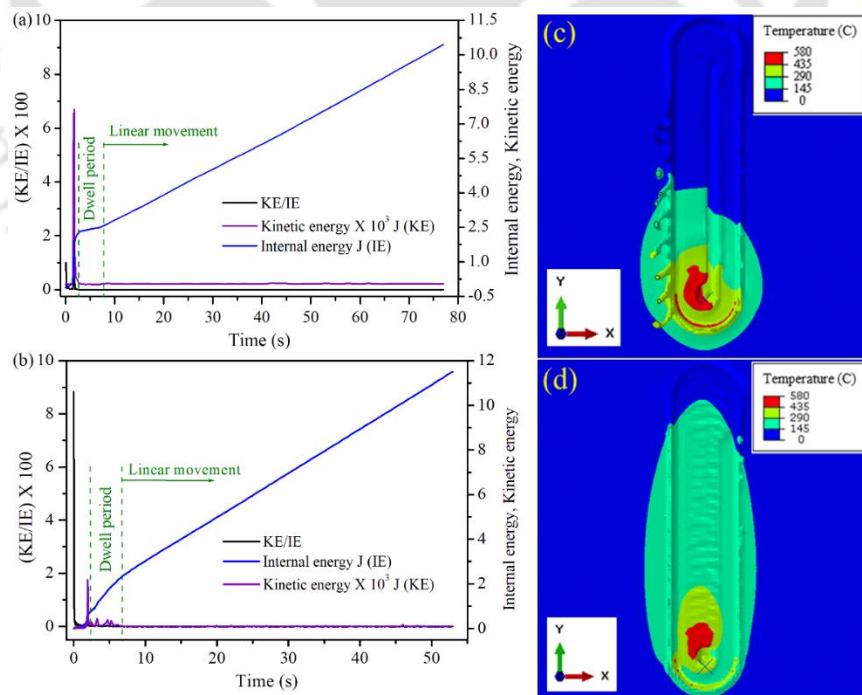 (a)
(KE/IE) X 100
10
8
6
4
2
0
Dwell period
Linear movement
KE/IE
Kinetic energy X 10³ J (KE)
Internal energy J (IE)
11.5
10.0
8.5
7.0
5.5
4.0
2.5
1.0
-0.5
Internal energy, Kinetic energy
0 10 20 30 40 50 60 70 80
Time (s)
(b)
(KE/IE) X 100
10
8
6
4
2
0
Dwell period
Linear movement
KE/IE
Internal energy J (IE)
Kinetic energy X 10³ J (KE)
12
10
8
6
4
2
0
Internal energy, Kinetic energy
0 10 20 30 40 50
Time (s)
(c)
Temperature (C)
580
435
290
145
0
Y
X
(d)
Temperature (C)
580
435
290
145
0
Y
X